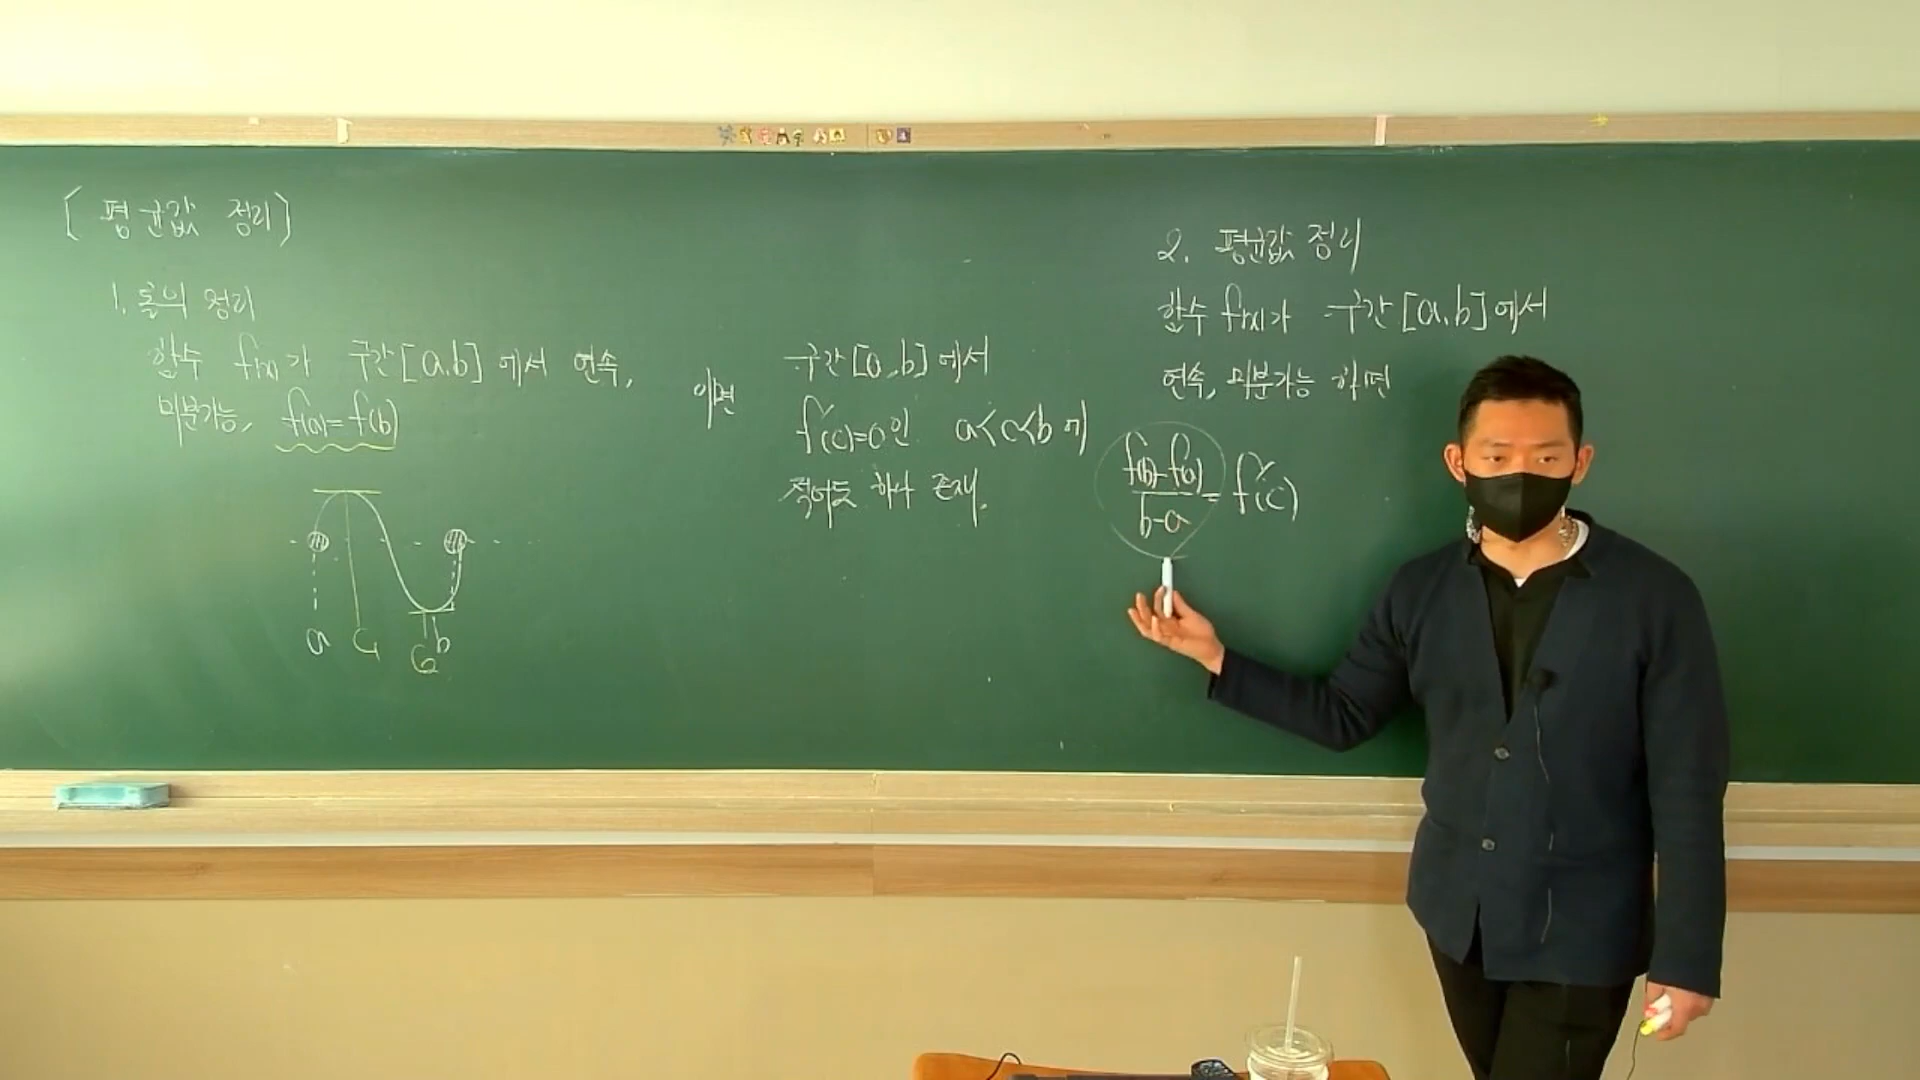 [ 평균값 정리 ]
1. 롤의 정리
함수 f(x)가 구간 [a, b] 에서 연속,
미분가능, f(a) = f(b)
이면
구간 [a, b] 에서
f'(c)=0인 a<c<b 에
적어도 하나 존재.
a C₁ C₂ b
2. 평균값 정리
함수 f(x)가 구간 [a, b] 에서
연속, 미분가능 하면
f(b)-f(a) / b-a = f'(c)